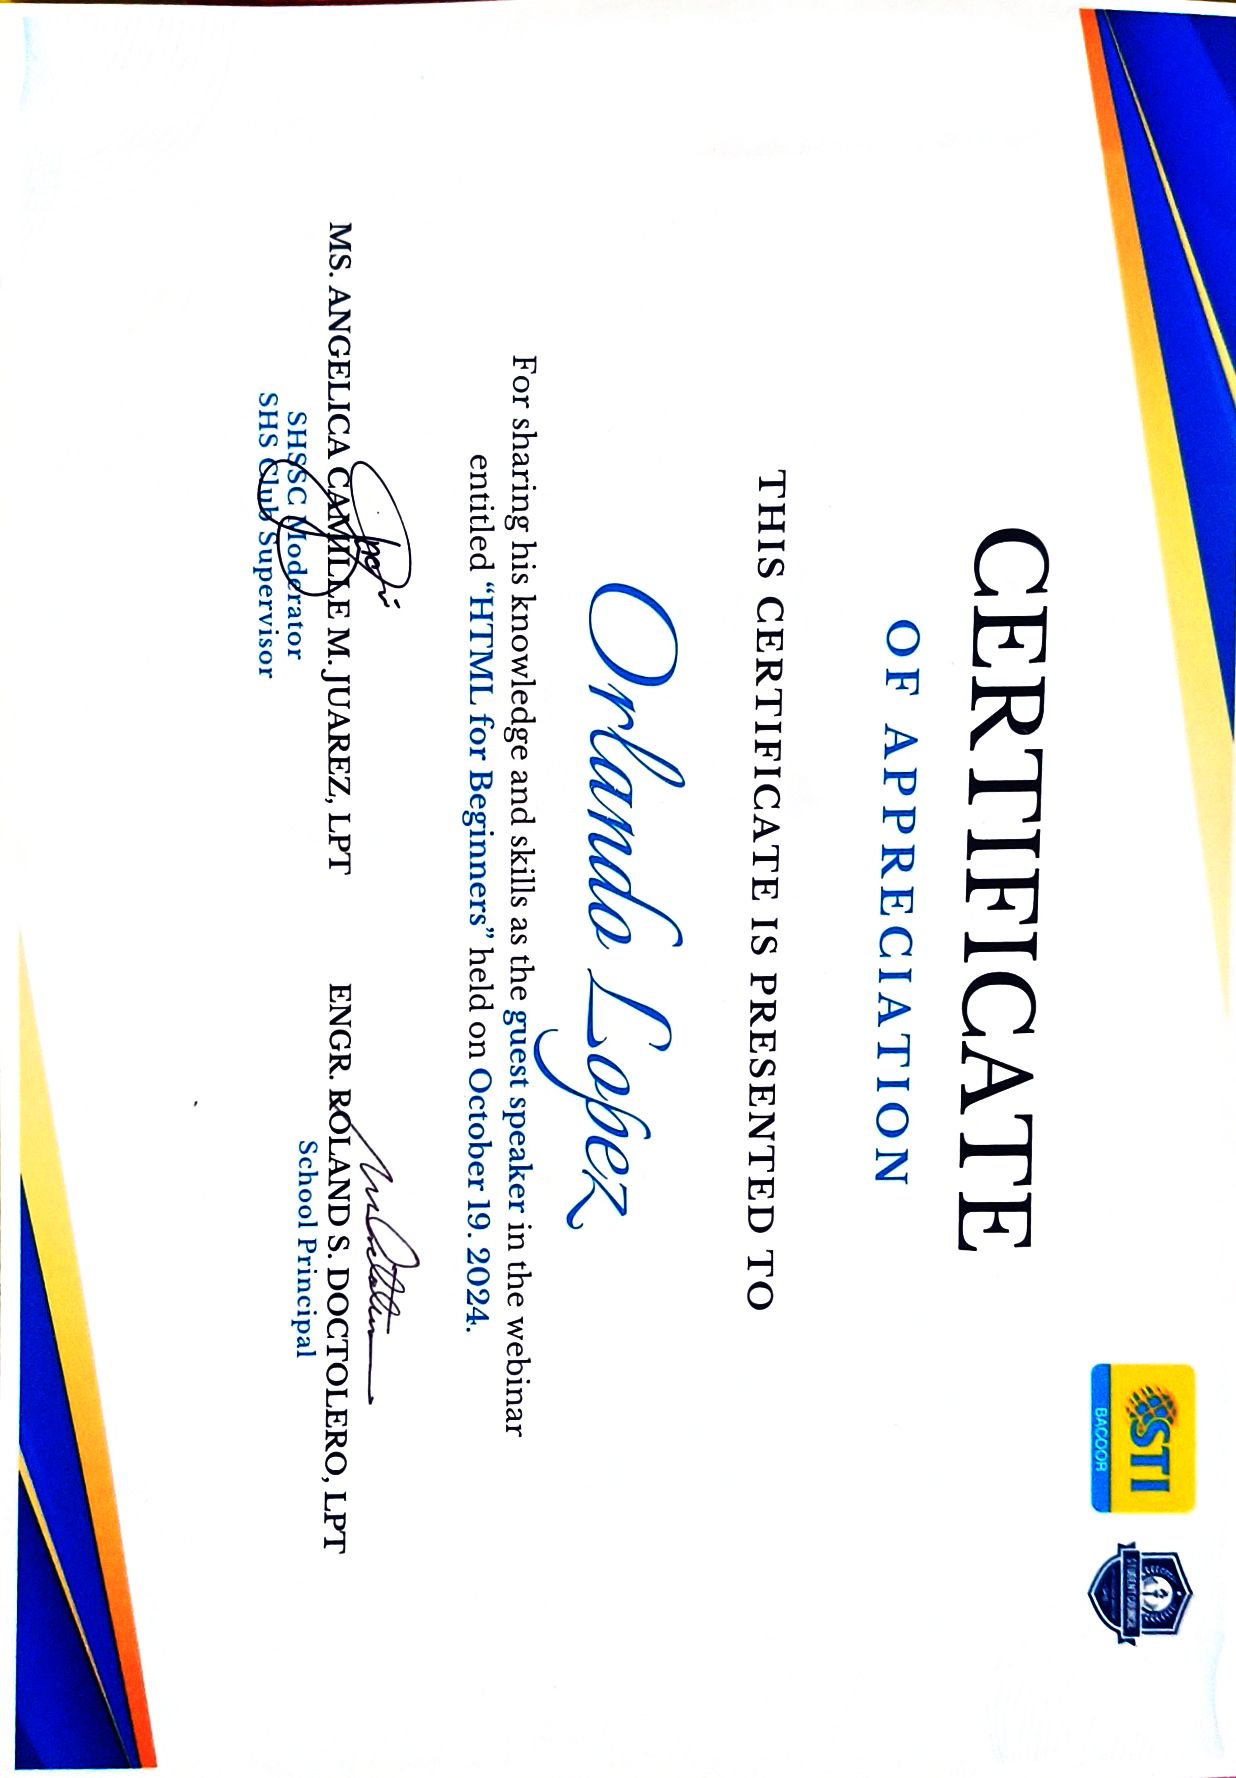 STI
BACOOR
STUDENT COUNCIL
CERTIFICATE
OF APPRECIATION
THIS CERTIFICATE IS PRESENTED TO
Orlando Lopez
For sharing his knowledge and skills as the guest speaker in the webinar
entitled “HTML for Beginners” held on October 19. 2024.
MS. ANGELICA CAMILLE M. JUAREZ, LPT
SHSSC Moderator
SHS Club Supervisor
ENGR. ROLAND S. DOCTOLERO, LPT
School Principal